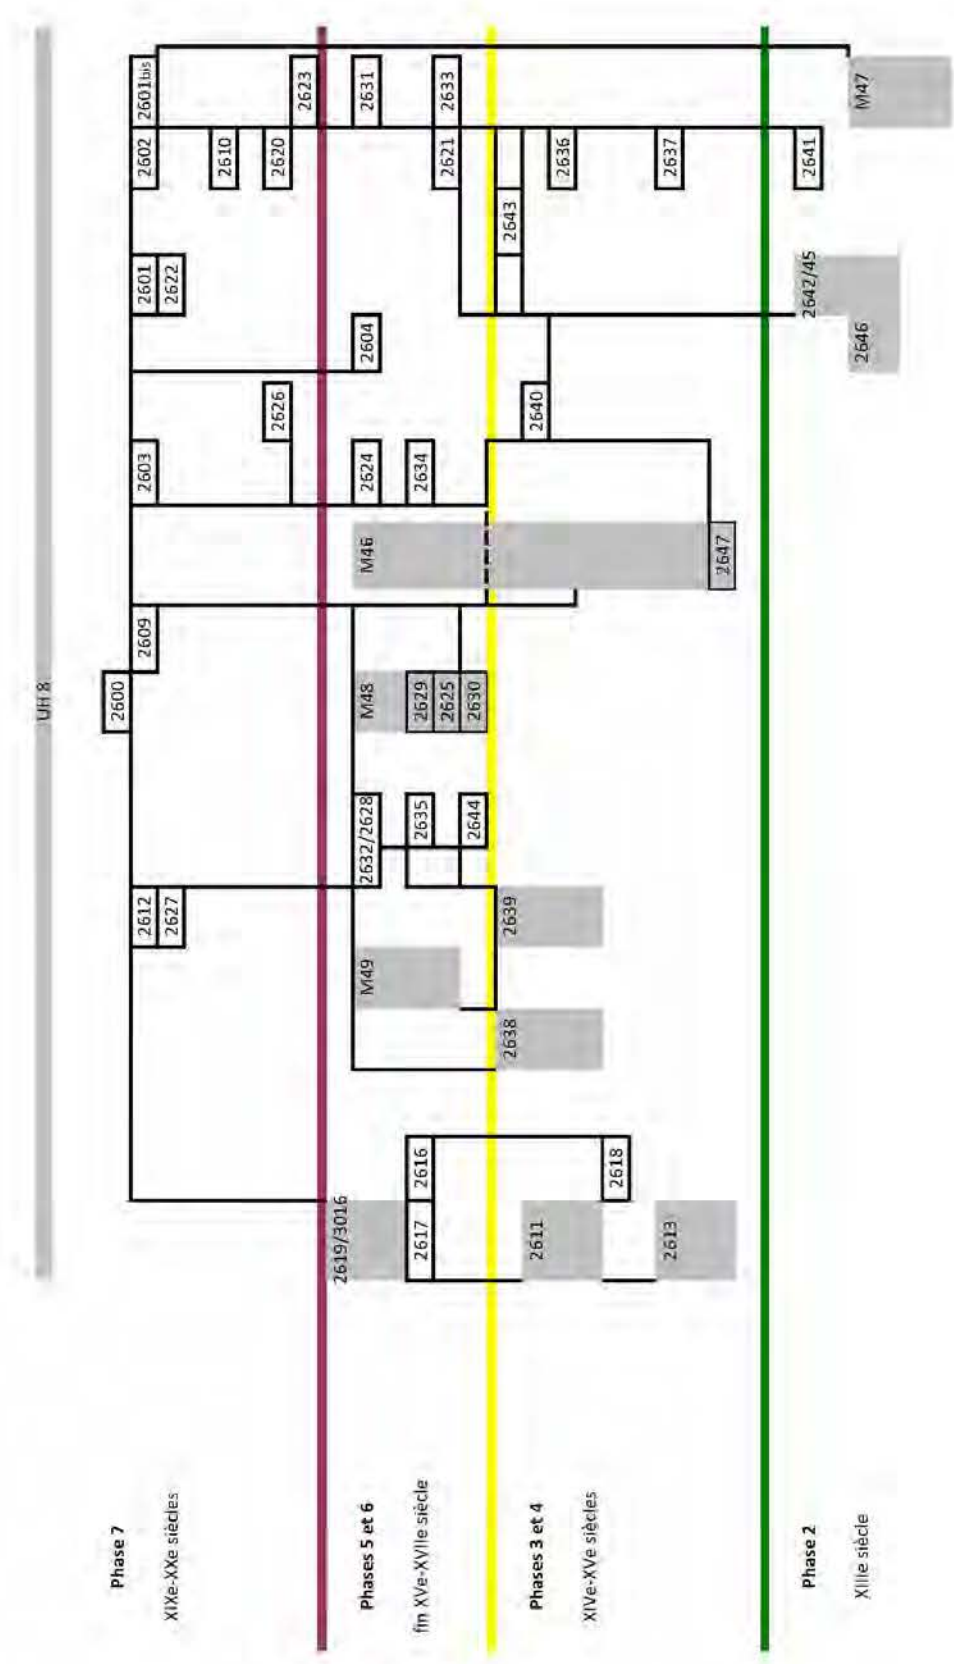 UH 8
Phase 7
XIXe-XXe siècles
2600
2612
2609
2603
2601
2602
2601bis
2627
2622
2610
2626
2620
2623
Phases 5 et 6
fin XVe-XVIIe siècle
2619/3016
M49
2632/2628
M48
M46
2624
2604
2631
2617
2616
2635
2629
2634
2625
2621
2633
2644
2630
Phases 3 et 4
XIVe-XVe siècles
2638
2639
2643
2611
2640
2636
2618
2613
2637
2647
Phase 2
XIIIe siècle
2642/45
2641
2646
M47